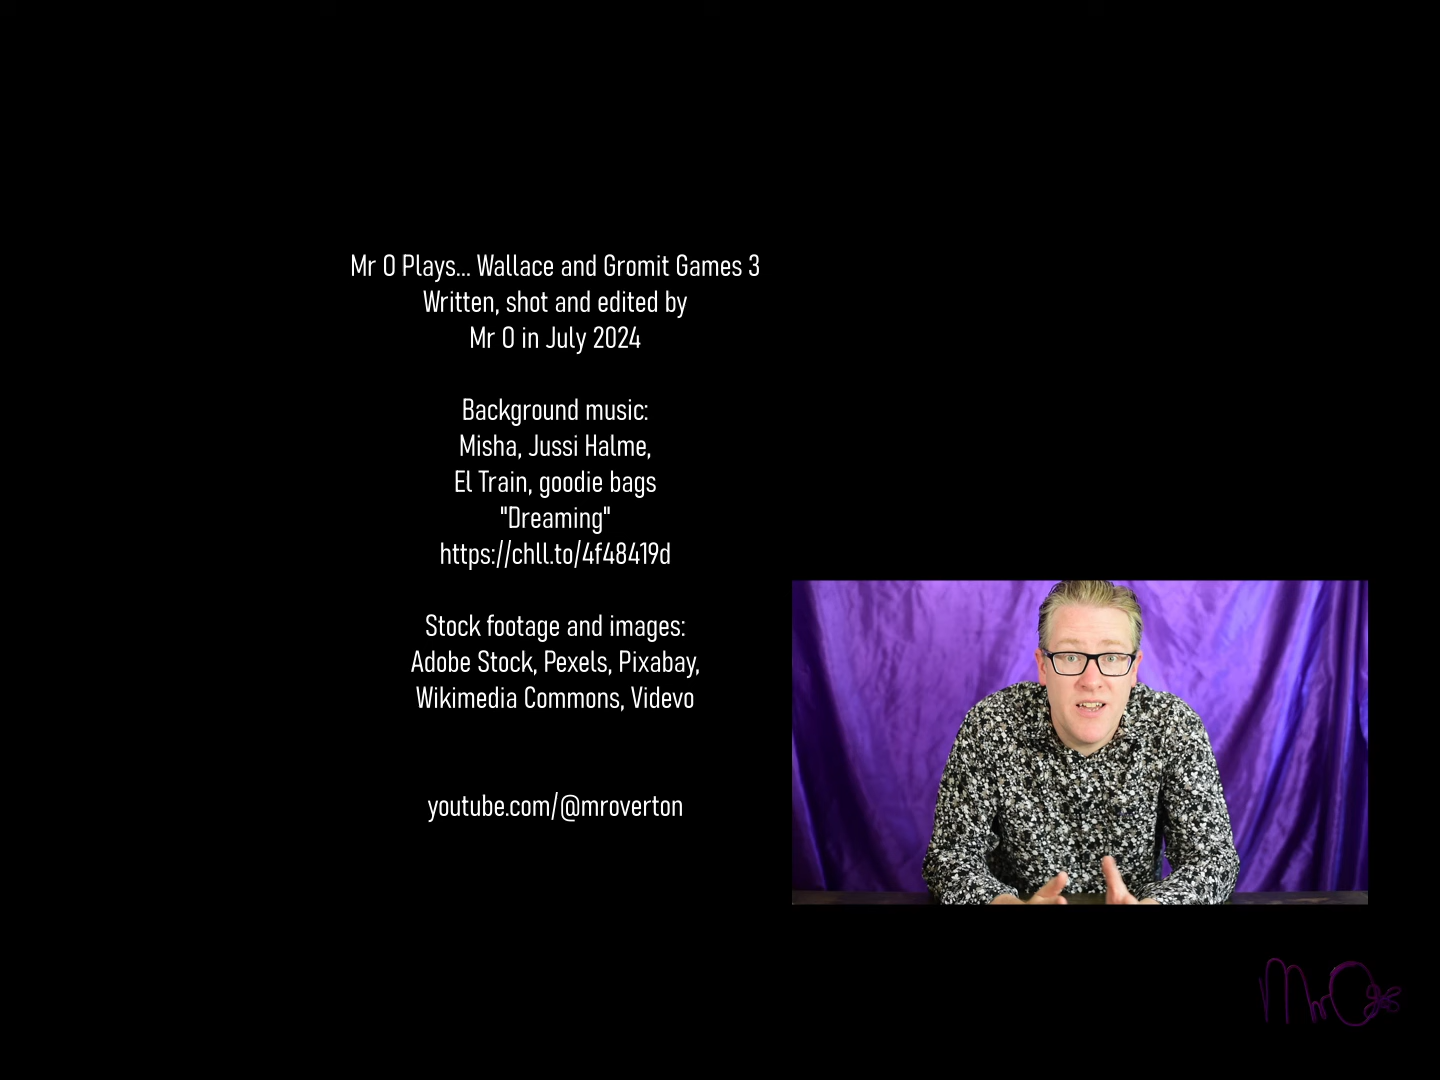 Mr O Plays... Wallace and Gromit Games 3
Written, shot and edited by
Mr O in July 2024
Background music:
Misha, Jussi Halme,
El Train, goodie bags
"Dreaming"
https://chll.to/4f48419d
Stock footage and images:
Adobe Stock, Pexels, Pixabay,
Wikimedia Commons, Videvo
youtube.com/@mroverton
Mr O